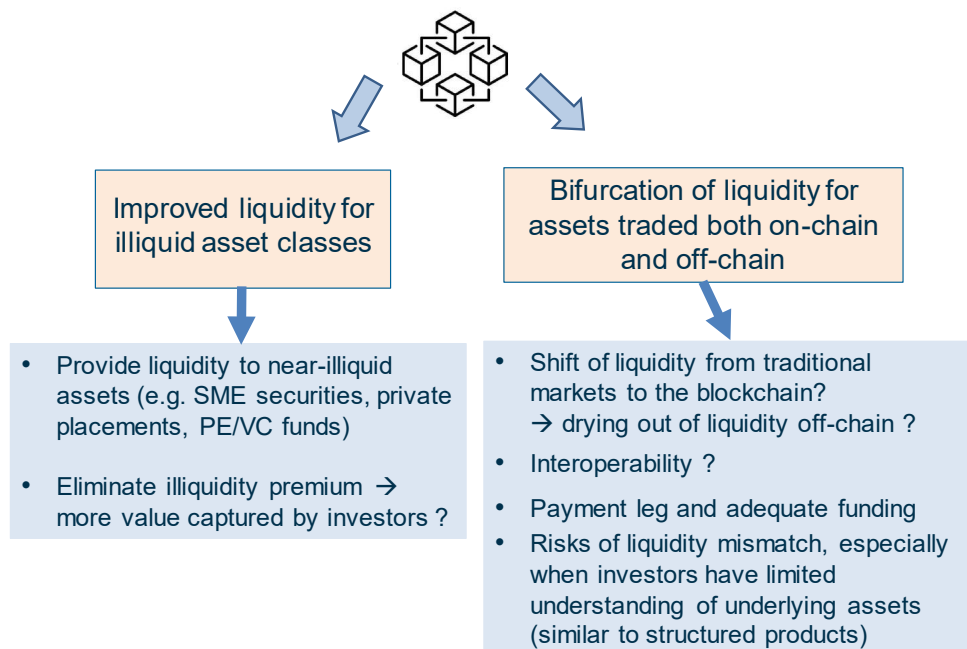 Improved liquidity for
illiquid asset classes
Bifurcation of liquidity for
assets traded both on-chain
and off-chain
• Provide liquidity to near-illiquid
assets (e.g. SME securities, private
placements, PE/VC funds)
• Eliminate illiquidity premium →
more value captured by investors ?
• Shift of liquidity from traditional
markets to the blockchain?
→ drying out of liquidity off-chain ?
• Interoperability ?
• Payment leg and adequate funding
• Risks of liquidity mismatch, especially
when investors have limited
understanding of underlying assets
(similar to structured products)